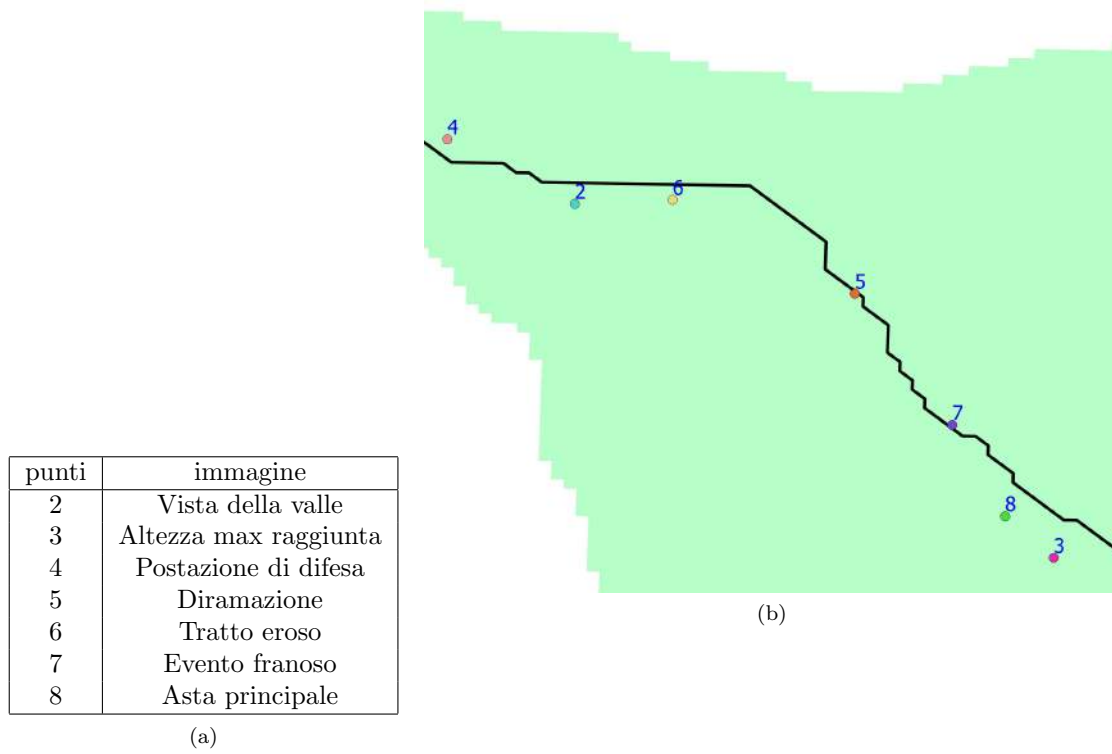 punti immagine
2 Vista della valle
3 Altezza max raggiunta
4 Postazione di difesa
5 Diramazione
6 Tratto eroso
7 Evento franoso
8 Asta principale
(a)
4
2
6
5
7
8
3
(b)